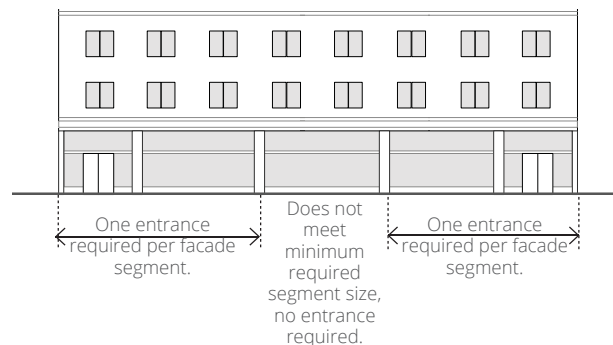 One entrance
required per facade
segment.
Does not
meet
minimum
required
segment size,
no entrance
required.
One entrance
required per facade
segment.